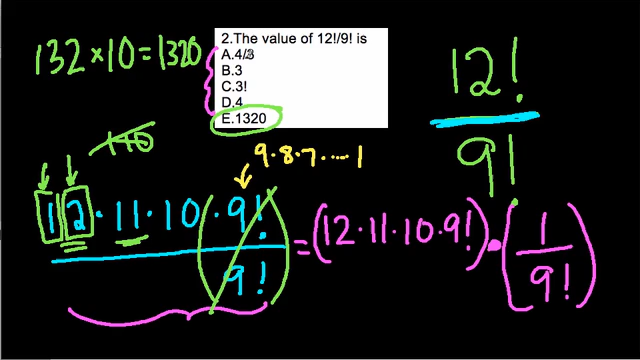 132 × 10 = 1320
2.The value of 12!/9! is
A.4/3
B.3
C.3!
D.4
E.1320
12!
9!
110
9·8·7·····1
12·11·10·9!
9!
=(12·11·10·9!)·(1
9!)